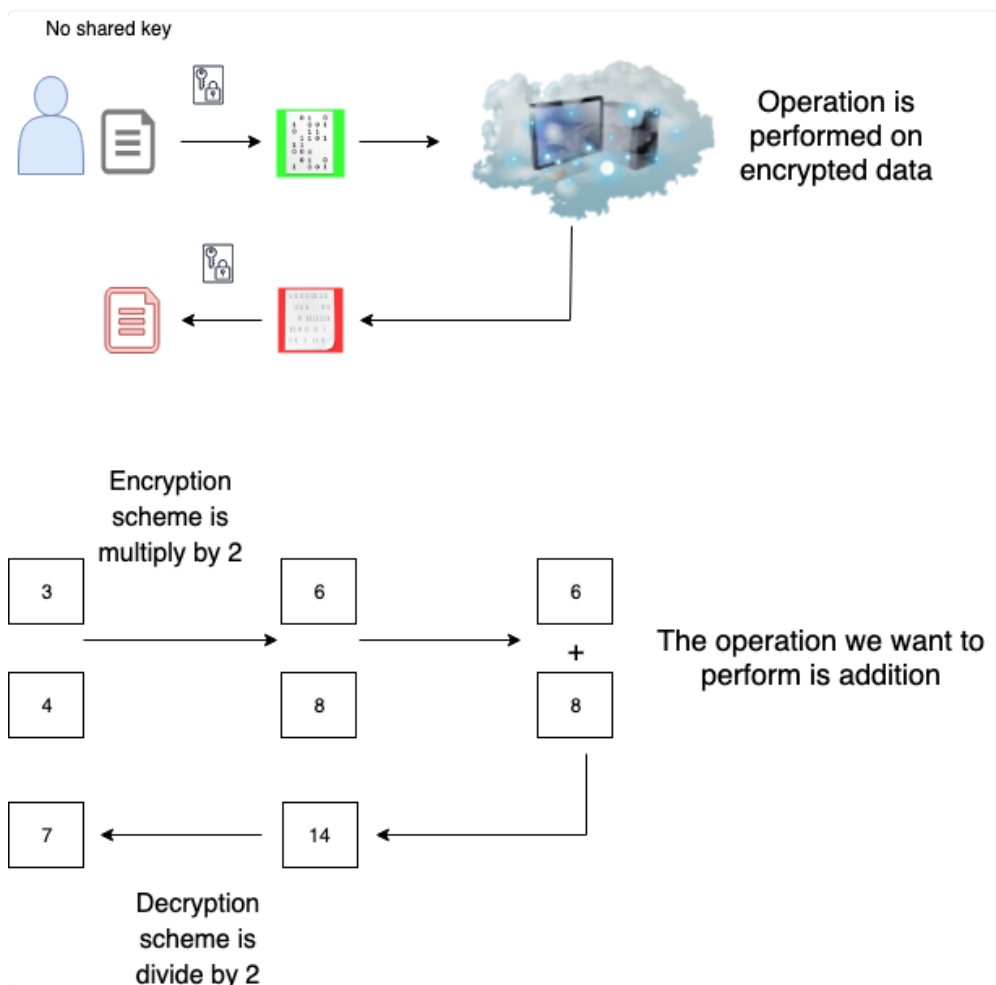 No shared key
Operation is
performed on
encrypted data
Encryption
scheme is
multiply by 2
3
6
6
+
4
8
8
The operation we want to
perform is addition
7
14
Decryption
scheme is
divide by 2